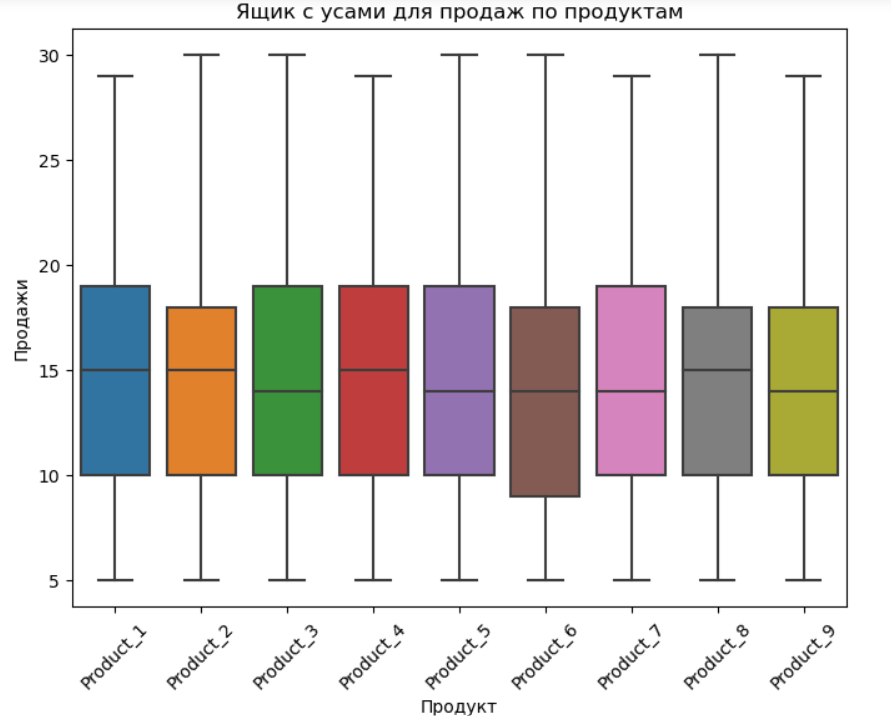 Ящик с усами для продаж по продуктам
30
25
20
15
10
5
Продажи
Product_1
Product_2
Product_3
Product_4
Product_5
Product_6
Product_7
Product_8
Product_9
Продукт